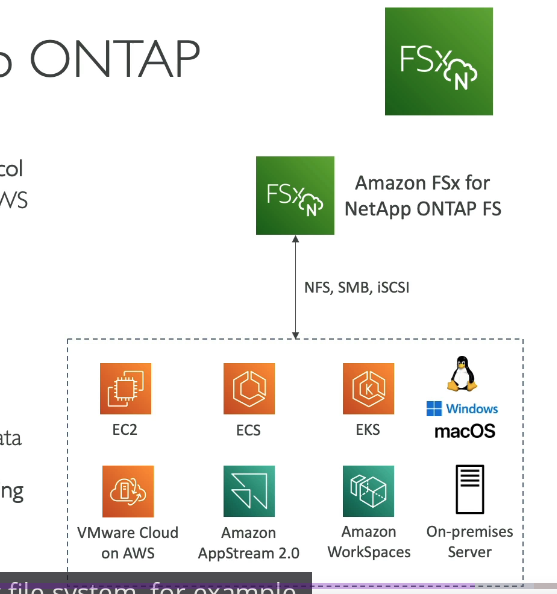 o ONTAP
FSx
N
col
WS
FSx
N
Amazon FSx for
NetApp ONTAP FS
NFS, SMB, iSCSI
EC2
ECS
K
EKS
Windows
macOS
ata
ng
VMware Cloud
on AWS
Amazon
AppStream 2.0
Amazon
WorkSpaces
On-premises
Server
file system, for example